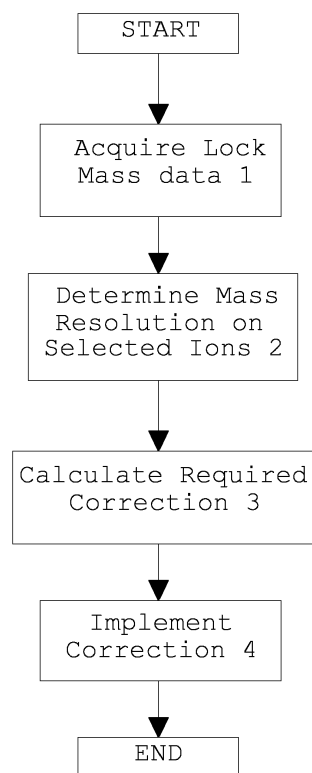 START
Acquire Lock
Mass data 1
Determine Mass
Resolution on
Selected Ions 2
Calculate Required
Correction 3
Implement
Correction 4
END